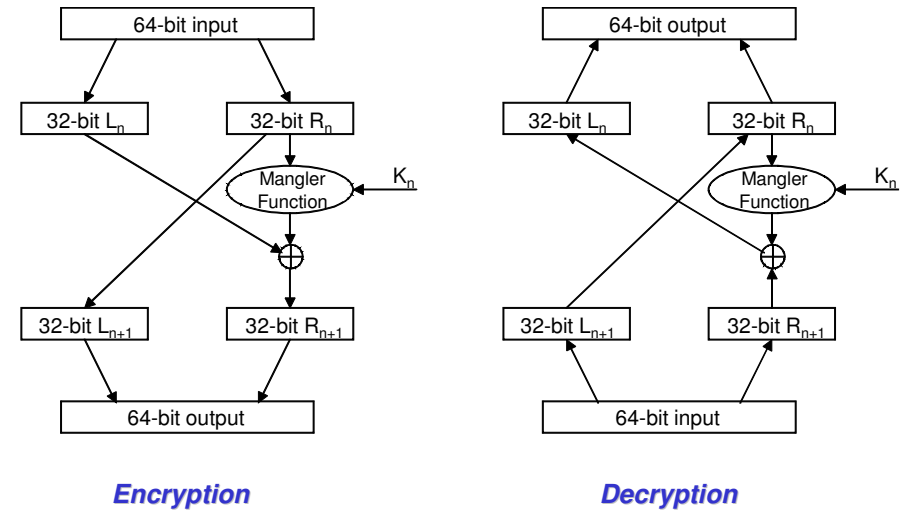 64-bit input
32-bit Lₙ
32-bit Rₙ
Mangler
Function
Kₙ
32-bit Lₙ₊₁
32-bit Rₙ₊₁
64-bit output
Encryption
64-bit output
32-bit Lₙ
32-bit Rₙ
Mangler
Function
Kₙ
32-bit Lₙ₊₁
32-bit Rₙ₊₁
64-bit input
Decryption